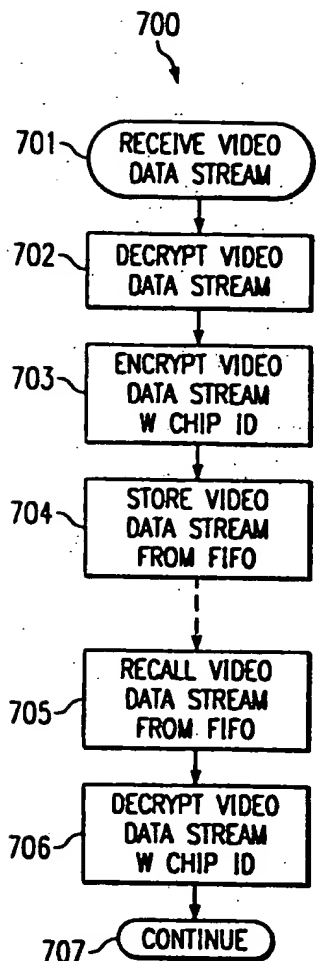 700
701
RECEIVE VIDEO
DATA STREAM
702
DECRYPT VIDEO
DATA STREAM
703
ENCRYPT VIDEO
DATA STREAM
W CHIP ID
704
STORE VIDEO
DATA STREAM
FROM FIFO
705
RECALL VIDEO
DATA STREAM
FROM FIFO
706
DECRYPT VIDEO
DATA STREAM
W CHIP ID
707
CONTINUE